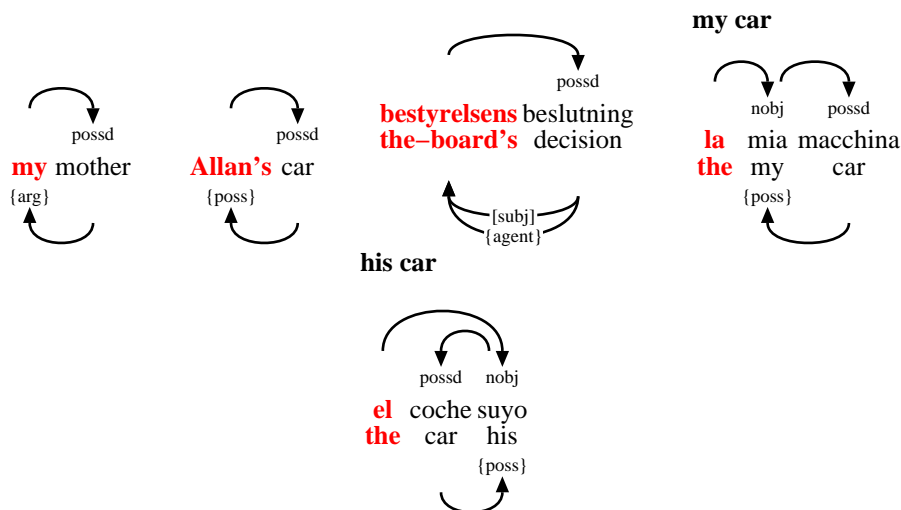 my car
possd
possd
possd
nobj possd
my mother
Allan's car
bestyrelsens beslutning
the–board's decision
la mia macchina
the my car
{arg}
{poss}
[subj]
{agent}
{poss}
his car
possd nobj
el coche suyo
the car his
{poss}